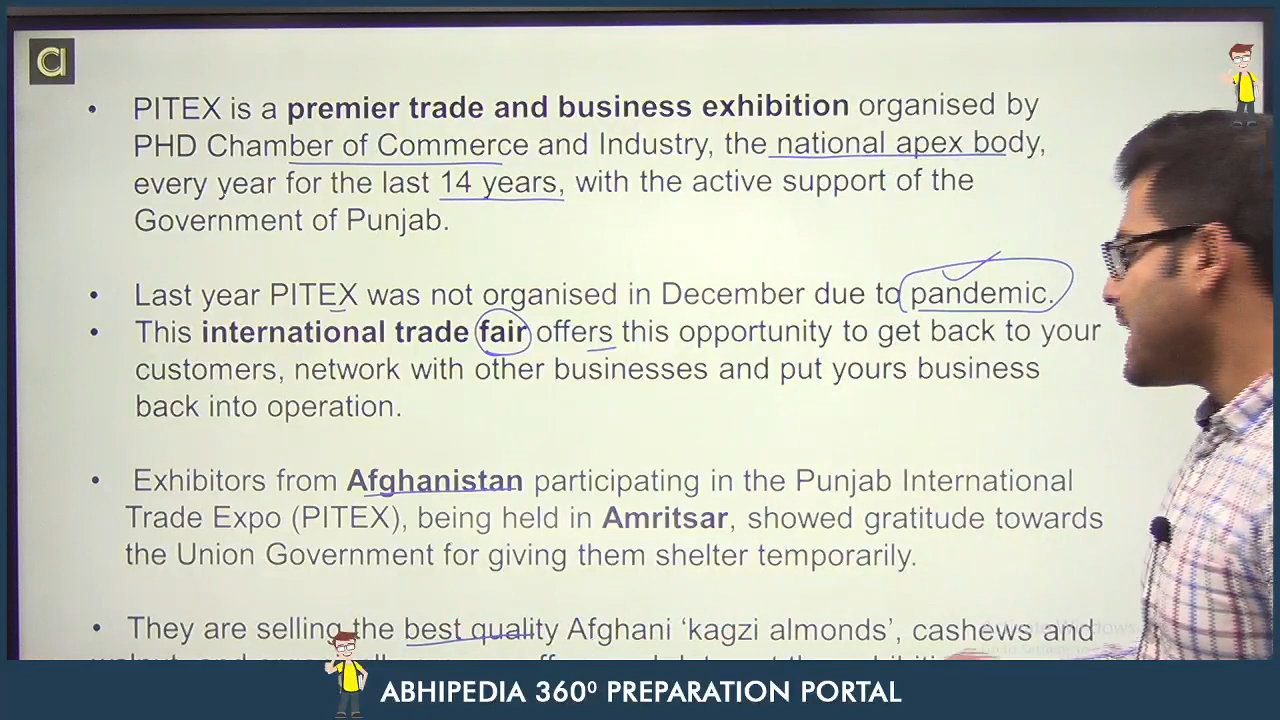 • PITEX is a premier trade and business exhibition organised by
PHD Chamber of Commerce and Industry, the national apex body,
every year for the last 14 years, with the active support of the
Government of Punjab.
• Last year PITEX was not organised in December due to pandemic.
• This international trade fair offers this opportunity to get back to your
customers, network with other businesses and put yours business
back into operation.
• Exhibitors from Afghanistan participating in the Punjab International
Trade Expo (PITEX), being held in Amritsar, showed gratitude towards
the Union Government for giving them shelter temporarily.
• They are selling the best quality Afghani ‘kagzi almonds’, cashews and
ABHIPEDIA 360⁰ PREPARATION PORTAL